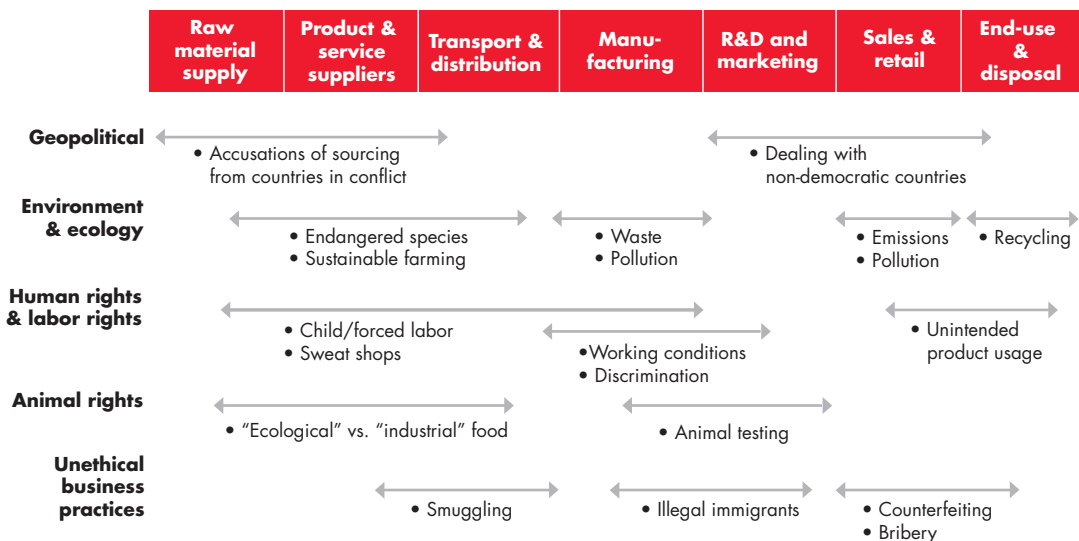 Raw
material
supply
Product &
service
suppliers
Transport &
distribution
Manu-
facturing
R&D and
marketing
Sales &
retail
End-use
&
disposal
Geopolitical
• Accusations of sourcing
from countries in conflict
• Dealing with
non-democratic countries
Environment
& ecology
• Endangered species
• Sustainable farming
• Waste
• Pollution
• Emissions
• Pollution
• Recycling
Human rights
& labor rights
• Child/forced labor
• Sweat shops
•Working conditions
• Discrimination
• Unintended
product usage
Animal rights
• “Ecological” vs. “industrial” food
• Animal testing
Unethical
business
practices
• Smuggling
• Illegal immigrants
• Counterfeiting
• Bribery